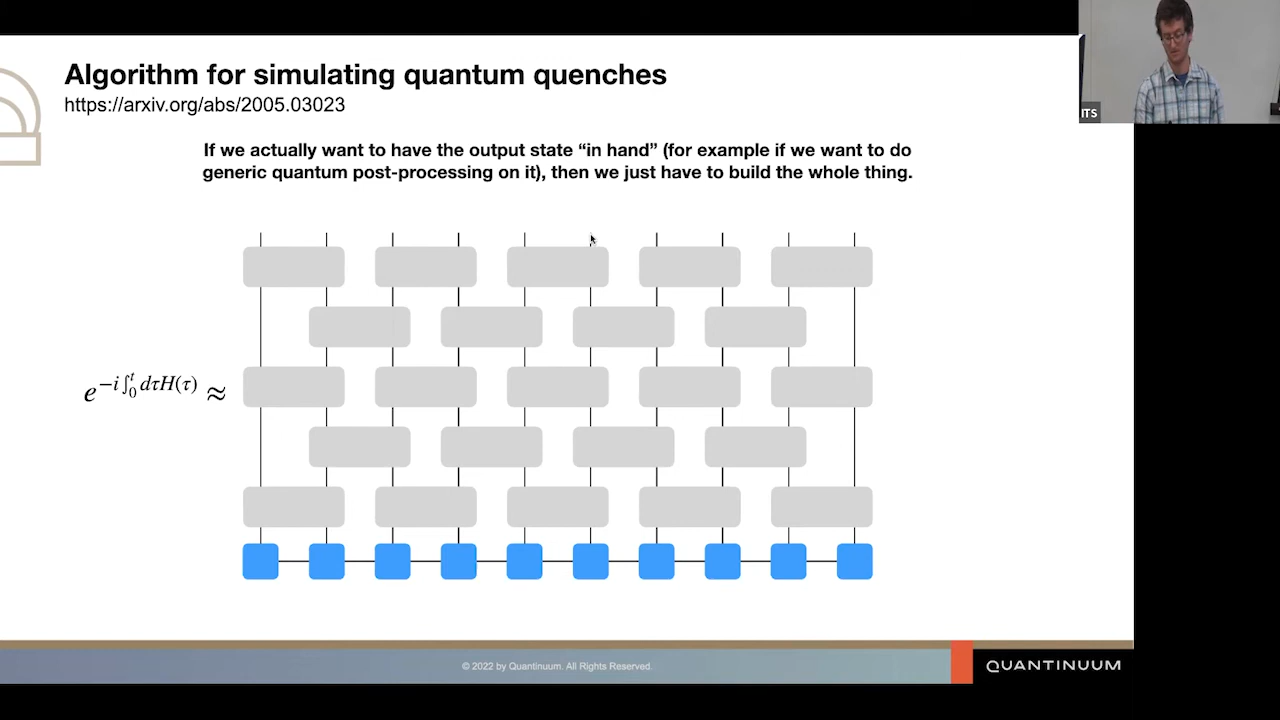 Algorithm for simulating quantum quenches
https://arxiv.org/abs/2005.03023
ITS
If we actually want to have the output state “in hand” (for example if we want to do
generic quantum post-processing on it), then we just have to build the whole thing.
e^{-i∫_0^t dτH(τ)} ≈
© 2022 by Quantinuum. All Rights Reserved.
QUANTINUUM